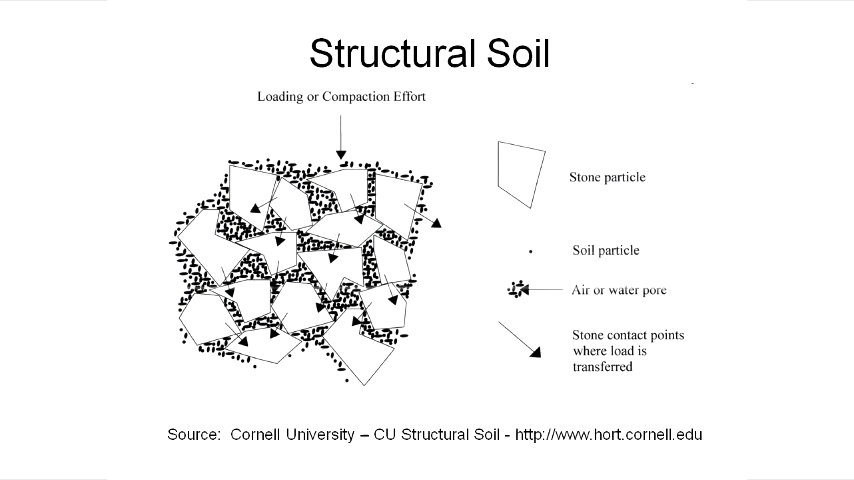 Structural Soil
Loading or Compaction Effort
Stone particle
Soil particle
Air or water pore
Stone contact points
where load is
transferred
Source:  Cornell University – CU Structural Soil - http://www.hort.cornell.edu